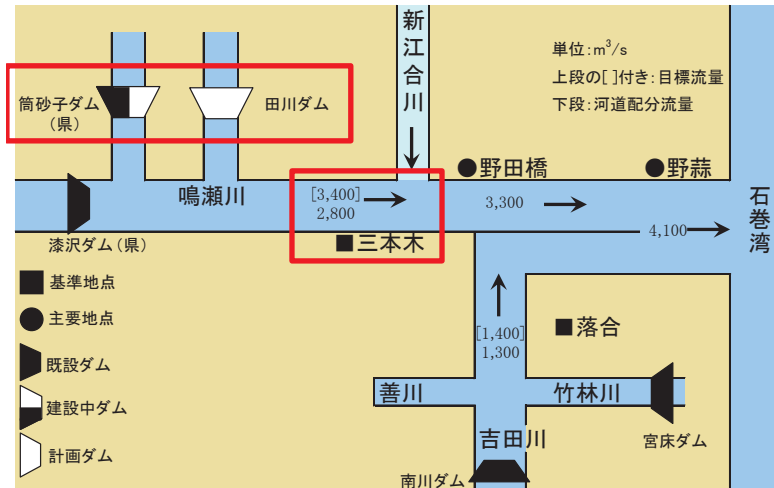 新江合川
単位:m³/s
上段の[ ]付き:目標流量
下段:河道配分流量
筒砂子ダム
(県)
田川ダム
野田橋
野蒜
鳴瀬川
[3,400]
2,800
3,300
4,100
石巻湾
漆沢ダム(県)
三本木
基準地点
主要地点
既設ダム
建設中ダム
計画ダム
[1,400]
1,300
落合
善川
竹林川
吉田川
宮床ダム
南川ダム